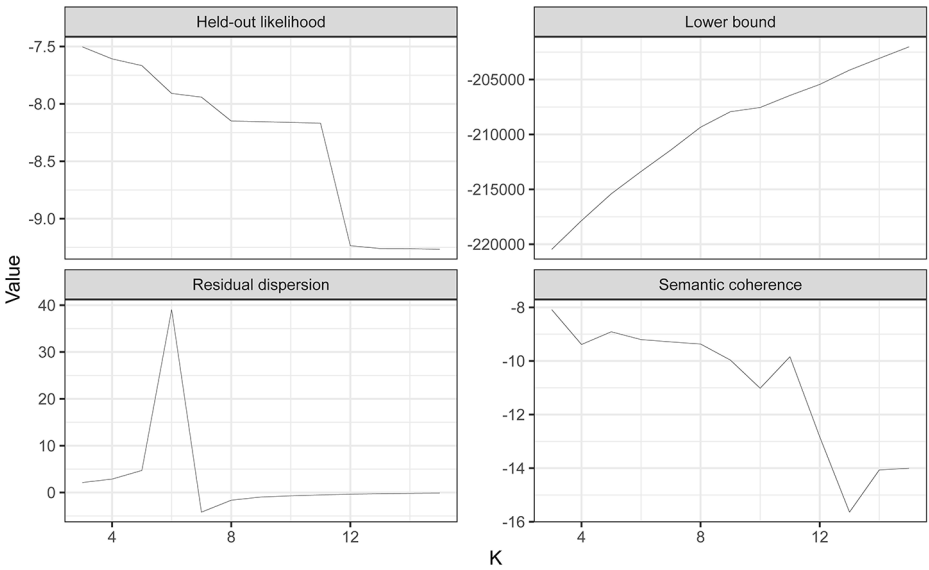 Held-out likelihood
Lower bound
-7.5
-8.0
-8.5
-9.0
-205000
-210000
-215000
-220000
Value
Residual dispersion
Semantic coherence
40
30
20
10
0
-8
-10
-12
-14
-16
4 8 12
4 8 12
K